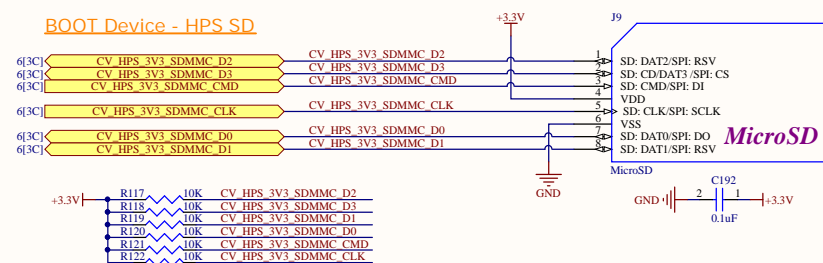 BOOT Device - HPS SD
+3.3V
J9
6[3C] CV_HPS_3V3_SDMMC_D2 CV_HPS_3V3_SDMMC_D2 1 SD: DAT2/SPI: RSV
6[3C] CV_HPS_3V3_SDMMC_D3 CV_HPS_3V3_SDMMC_D3 2 SD: CD/DAT3 /SPI: CS
6[3C] CV_HPS_3V3_SDMMC_CMD CV_HPS_3V3_SDMMC_CMD 3 SD: CMD/SPI: DI
4 VDD
6[3C] CV_HPS_3V3_SDMMC_CLK CV_HPS_3V3_SDMMC_CLK 5 SD: CLK/SPI: SCLK
6 VSS
6[3C] CV_HPS_3V3_SDMMC_D0 CV_HPS_3V3_SDMMC_D0 7 SD: DAT0/SPI: DO
6[3C] CV_HPS_3V3_SDMMC_D1 CV_HPS_3V3_SDMMC_D1 8 SD: DAT1/SPI: RSV
MicroSD
MicroSD
GND
+3.3V
R117 10K CV_HPS_3V3_SDMMC_D2
R118 10K CV_HPS_3V3_SDMMC_D3
R119 10K CV_HPS_3V3_SDMMC_D1
R120 10K CV_HPS_3V3_SDMMC_D0
R121 10K CV_HPS_3V3_SDMMC_CMD
R122 10K CV_HPS_3V3_SDMMC_CLK
C192
GND 2 1 +3.3V
0.1uF